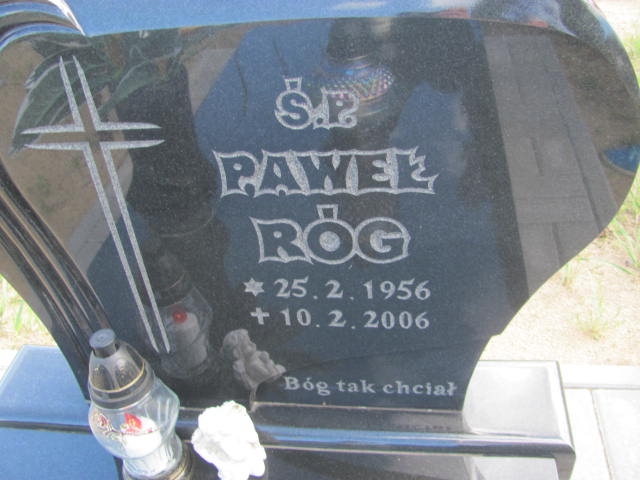 Ś.P.
PAWEŁ
RÓG
* 25.2.1956
+ 10.2.2006
Bóg tak chciał